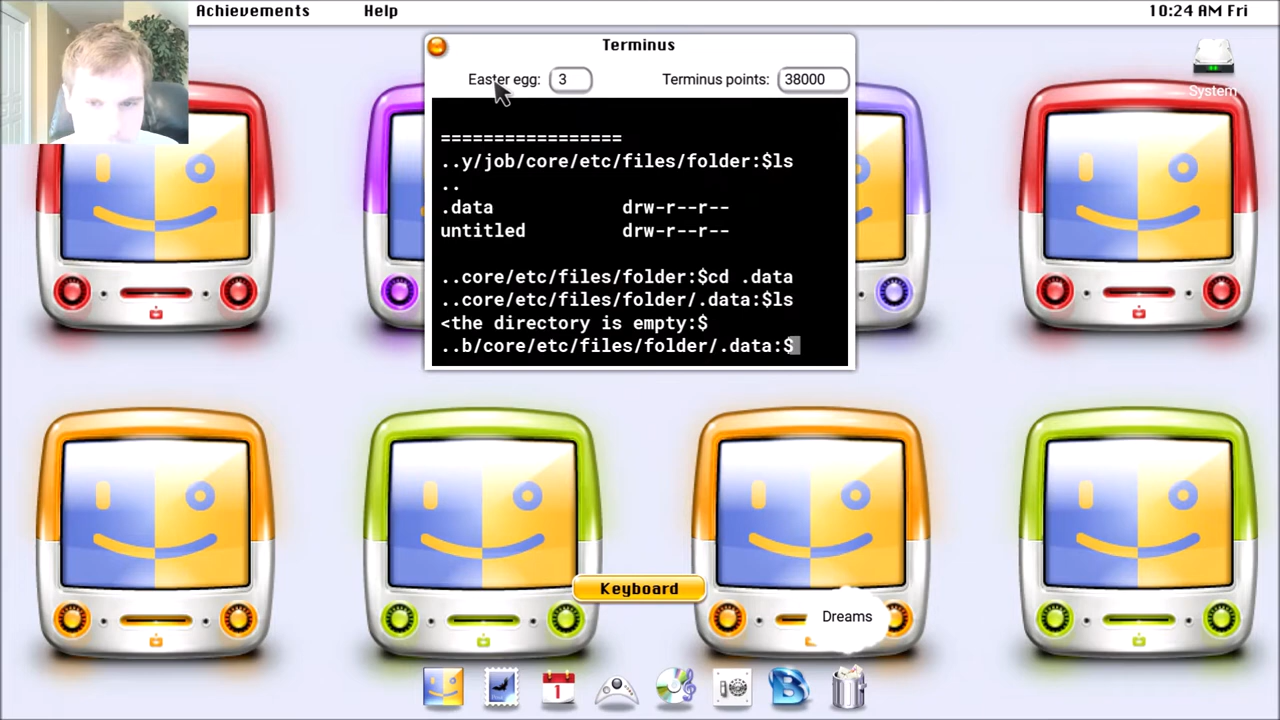 Achievements Help 10:24 AM Fri
Terminus
Easter egg: 3 Terminus points: 38000
System
=================
..y/job/core/etc/files/folder:$ls
..
.data drw-r--r--
untitled drw-r--r--
..core/etc/files/folder:$cd .data
..core/etc/files/folder/.data:$ls
<the directory is empty:$
..b/core/etc/files/folder/.data:$
Keyboard
Dreams
1
B